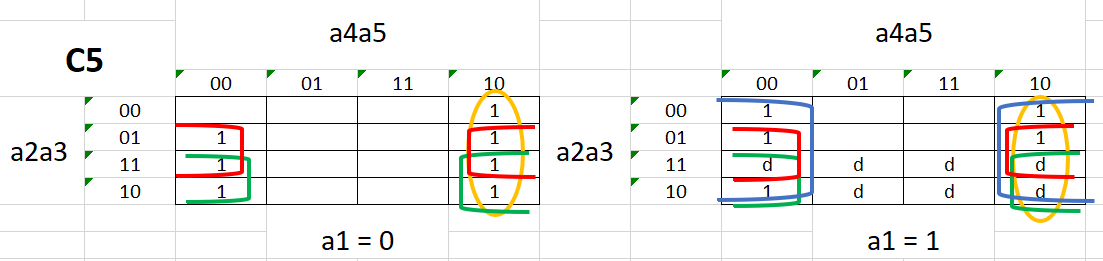 a4a5 a4a5
C5
00 01 11 10 00 01 11 10
00 1 00 1 1
01 1 1 01 1 1
a2a3 a2a3
11 1 1 11 d d d d
10 1 1 10 1 d d d
a1 = 0 a1 = 1